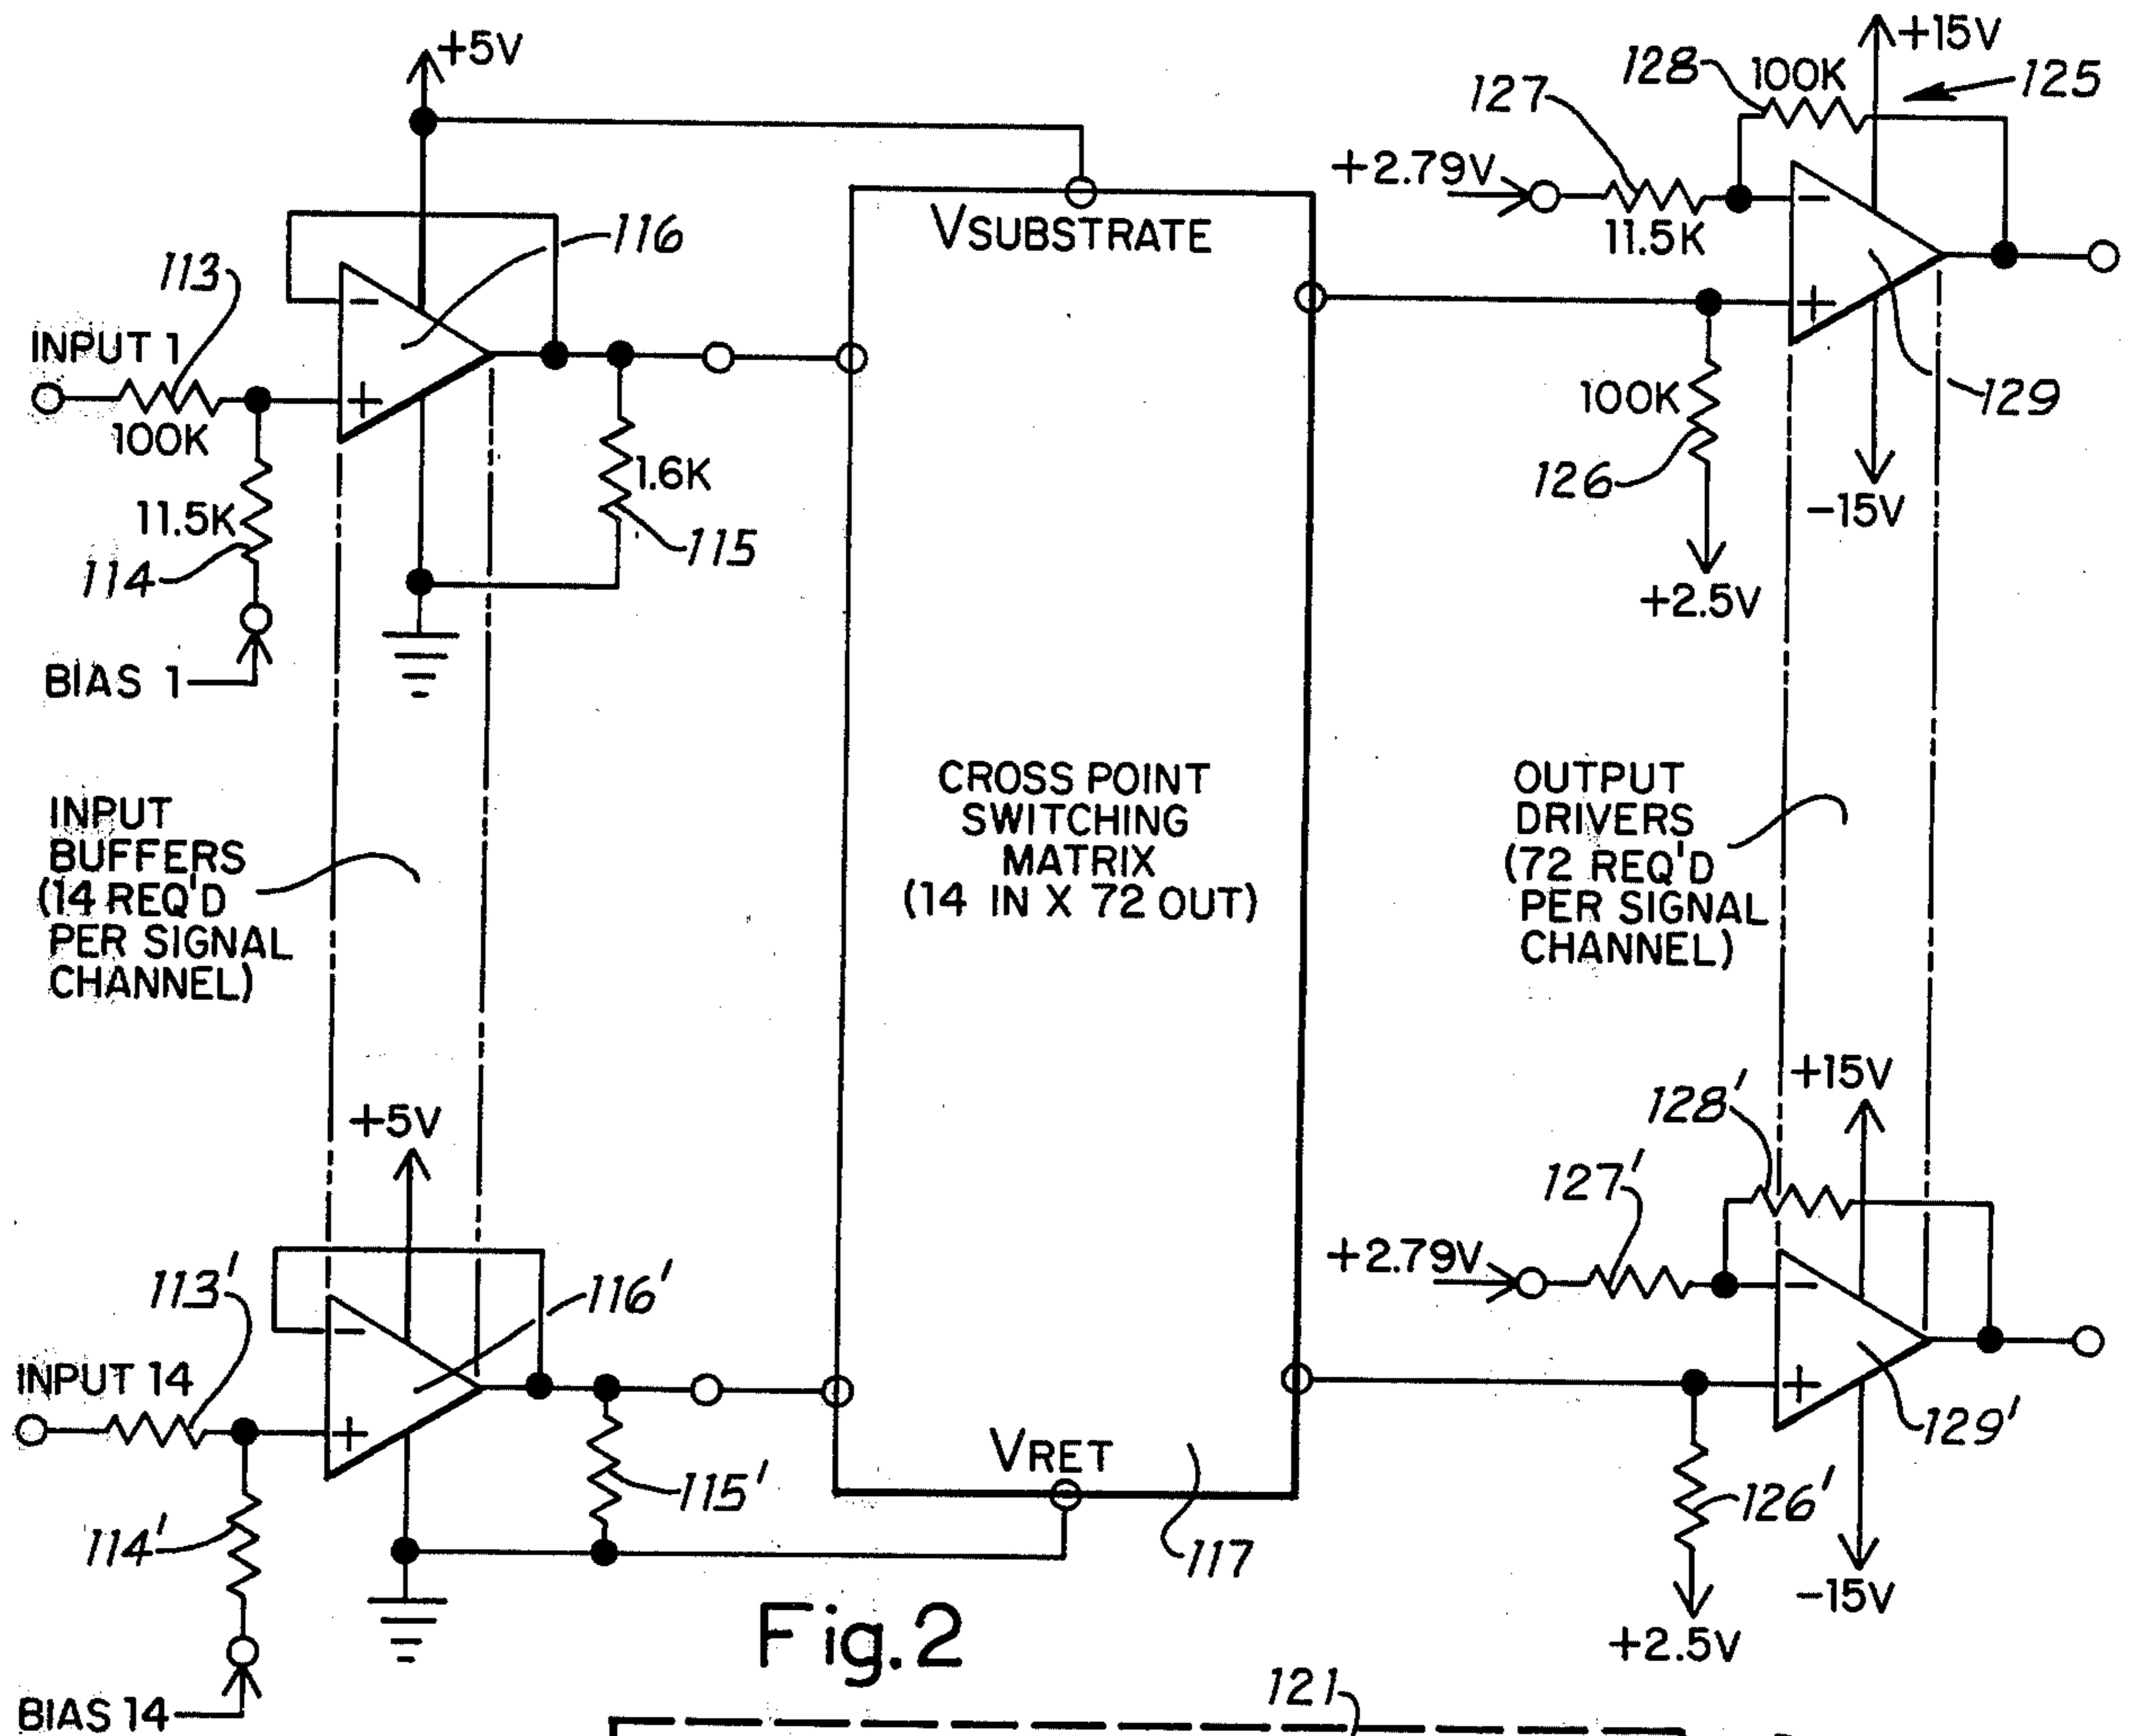 +5V
+15V
128
100K
125
127
+2.79V
11.5K
VSUBSTRATE
116
113
INPUT 1
100K
-
+
-
+
129
100K
126
1.6K
11.5K
115
114
-15V
+2.5V
BIAS 1
CROSS POINT
SWITCHING
MATRIX
(14 IN X 72 OUT)
INPUT
BUFFERS
(14 REQ'D
PER SIGNAL
CHANNEL)
OUTPUT
DRIVERS
(72 REQ'D
PER SIGNAL
CHANNEL)
+5V
+15V
128'
127'
+2.79V
113'
116'
INPUT 14
-
+
-
+
129'
VRET
115'
126'
114'
117
-15V
+2.5V
BIAS 14
Fig.2
121